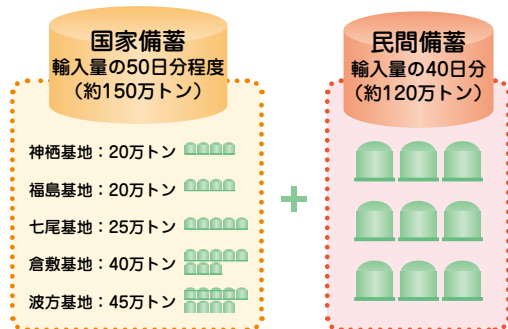 国家備蓄
輸入量の50日分程度
（約150万トン）
神栖基地：20万トン
福島基地：20万トン
七尾基地：25万トン
倉敷基地：40万トン
波方基地：45万トン
+
民間備蓄
輸入量の40日分
（約120万トン）